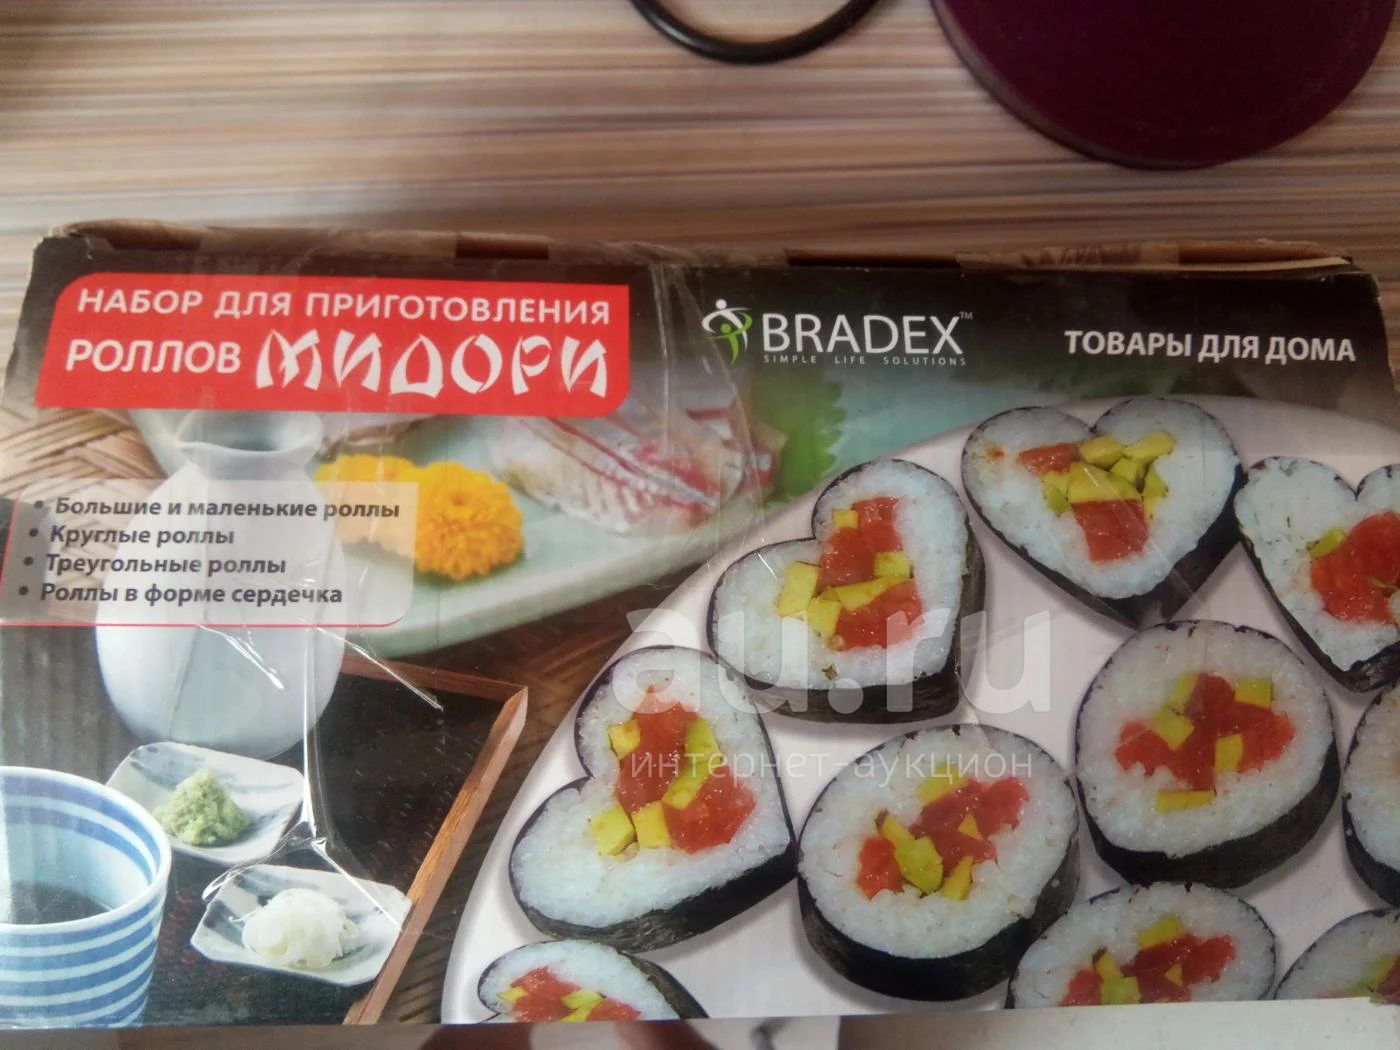 НАБОР ДЛЯ ПРИГОТОВЛЕНИЯ
РОЛЛОВ МИДОРИ
BRADEX™
SIMPLE LIFE SOLUTIONS
ТОВАРЫ ДЛЯ ДОМА
• Большие и маленькие роллы
• Круглые роллы
• Треугольные роллы
• Роллы в форме сердечка
au.ru
интернет-аукцион